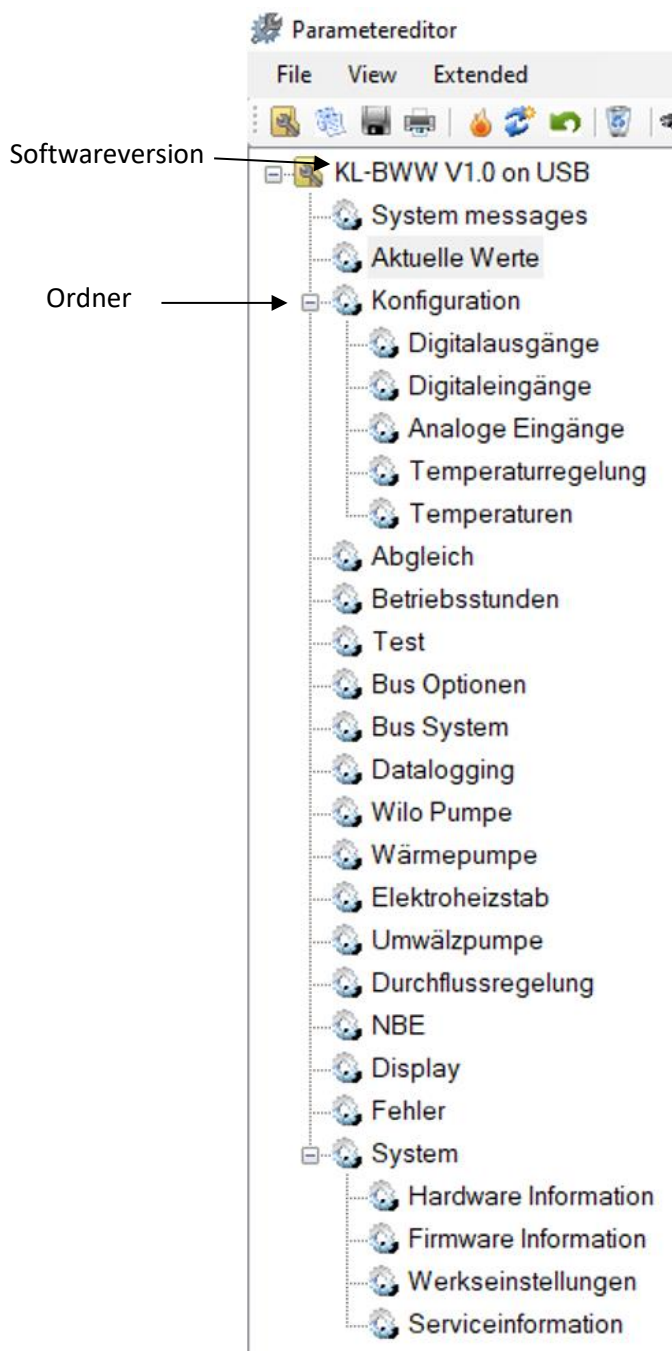 Parametereditor
File View Extended
Softwareversion
KL-BWW V1.0 on USB
System messages
Aktuelle Werte
Ordner
Konfiguration
Digitalausgänge
Digitaleingänge
Analoge Eingänge
Temperaturregelung
Temperaturen
Abgleich
Betriebsstunden
Test
Bus Optionen
Bus System
Datalogging
Wilo Pumpe
Wärmepumpe
Elektroheizstab
Umwälzpumpe
Durchflussregelung
NBE
Display
Fehler
System
Hardware Information
Firmware Information
Werkseinstellungen
Serviceinformation